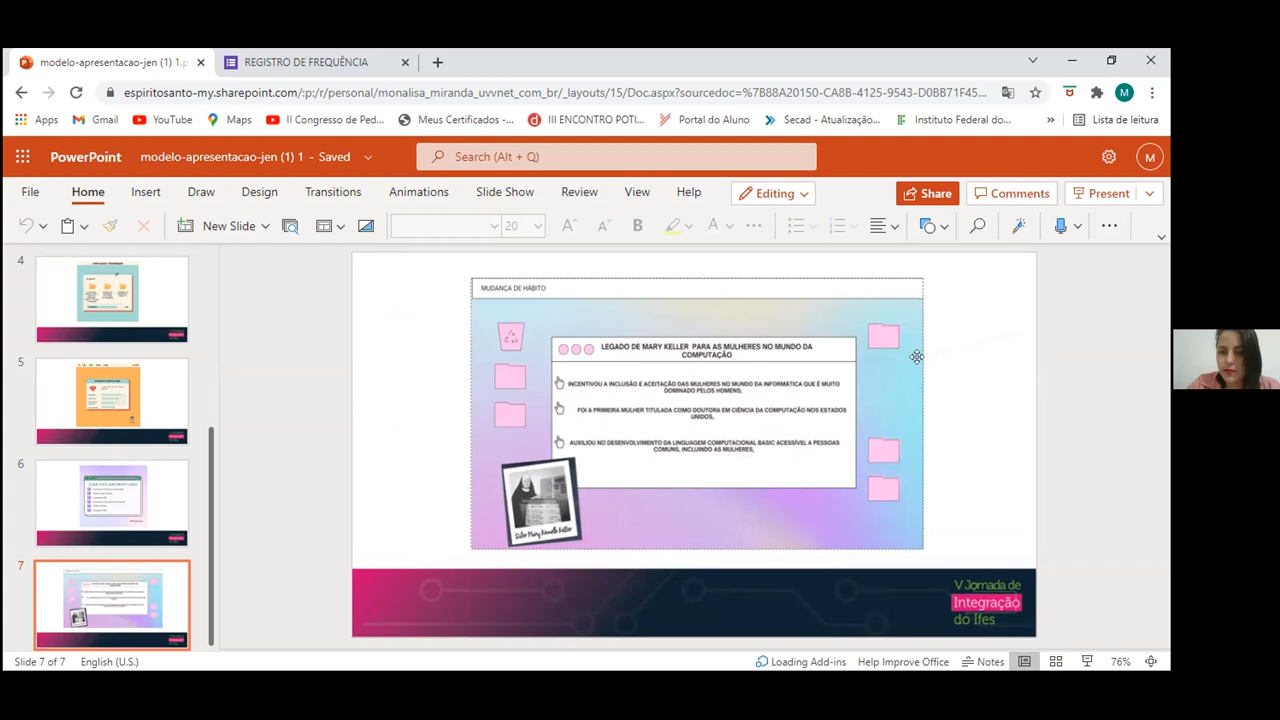 modelo-apresentacao-jen (1) 1.p
REGISTRO DE FREQUÊNCIA
espiritosanto-my.sharepoint.com/:p:/r/personal/monalisa_miranda_uvvnet_com_br/_layouts/15/Doc.aspx?sourcedoc=%7B88A20150-CA8B-4125-9543-D0BB71F45...
M
Apps
Gmail
YouTube
Maps
II Congresso de Ped...
Meus Certificados -...
III ENCONTRO POTI...
Portal do Aluno
Secad - Atualização...
Instituto Federal do...
»
Lista de leitura
PowerPoint
modelo-apresentacao-jen (1) 1 - Saved
Search (Alt + Q)
M
File
Home
Insert
Draw
Design
Transitions
Animations
Slide Show
Review
View
Help
Editing
Share
Comments
Present
New Slide
20
4
5
6
7
MUDANÇA DE HÁBITO
LEGADO DE MARY KELLER PARA AS MULHERES NO MUNDO DA
COMPUTAÇÃO
INCENTIVOU A INCLUSÃO E ACEITAÇÃO DAS MULHERES NO MUNDO DA INFORMÁTICA QUE É MUITO
DOMINADO PELOS HOMENS;
FOI A PRIMEIRA MULHER TITULADA COMO DOUTORA EM CIÊNCIA DA COMPUTAÇÃO NOS ESTADOS
UNIDOS,
AUXILIOU NO DESENVOLVIMENTO DA LINGUAGEM COMPUTACIONAL BASIC ACESSÍVEL A PESSOAS
COMUNS, INCLUINDO AS MULHERES,
Sister Mary Kenneth Keller
V Jornada de
Integração
do Ifes
Slide 7 of 7
English (U.S.)
Loading Add-ins
Help Improve Office
Notes
76%